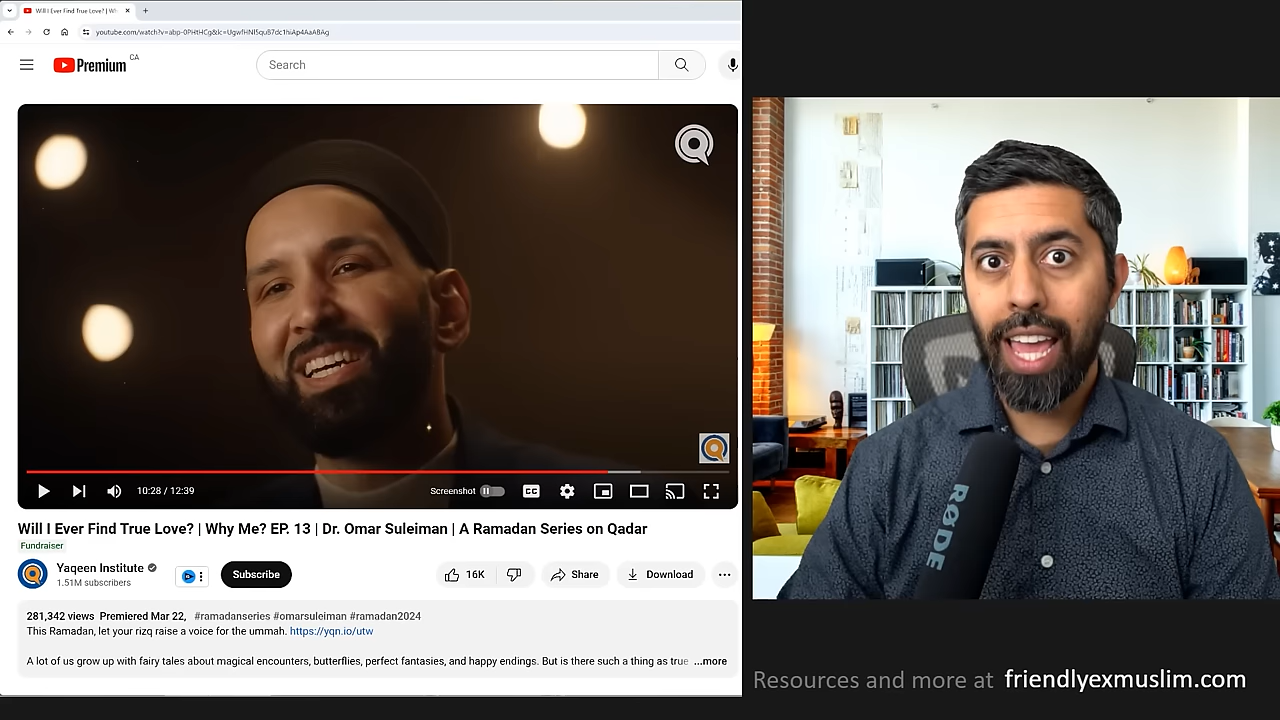 Will I Ever Find True Love? | W
youtube.com/watch?v=abp-0PHtHCg&lc=UgwfHNl5quB7dc1hiAp4AaABAg
Premium CA
Search
10:28 / 12:39
Screenshot
CC
Will I Ever Find True Love? | Why Me? EP. 13 | Dr. Omar Suleiman | A Ramadan Series on Qadar
Fundraiser
Yaqeen Institute
1.51M subscribers
Subscribe
16K
Share
Download
281,342 views Premiered Mar 22, #ramadanseries #omarsuleiman #ramadan2024
This Ramadan, let your rizq raise a voice for the ummah. https://yqn.io/utw
A lot of us grow up with fairy tales about magical encounters, butterflies, perfect fantasies, and happy endings. But is there such a thing as true ...more
RØDE
Resources and more at friendlyexmuslim.com